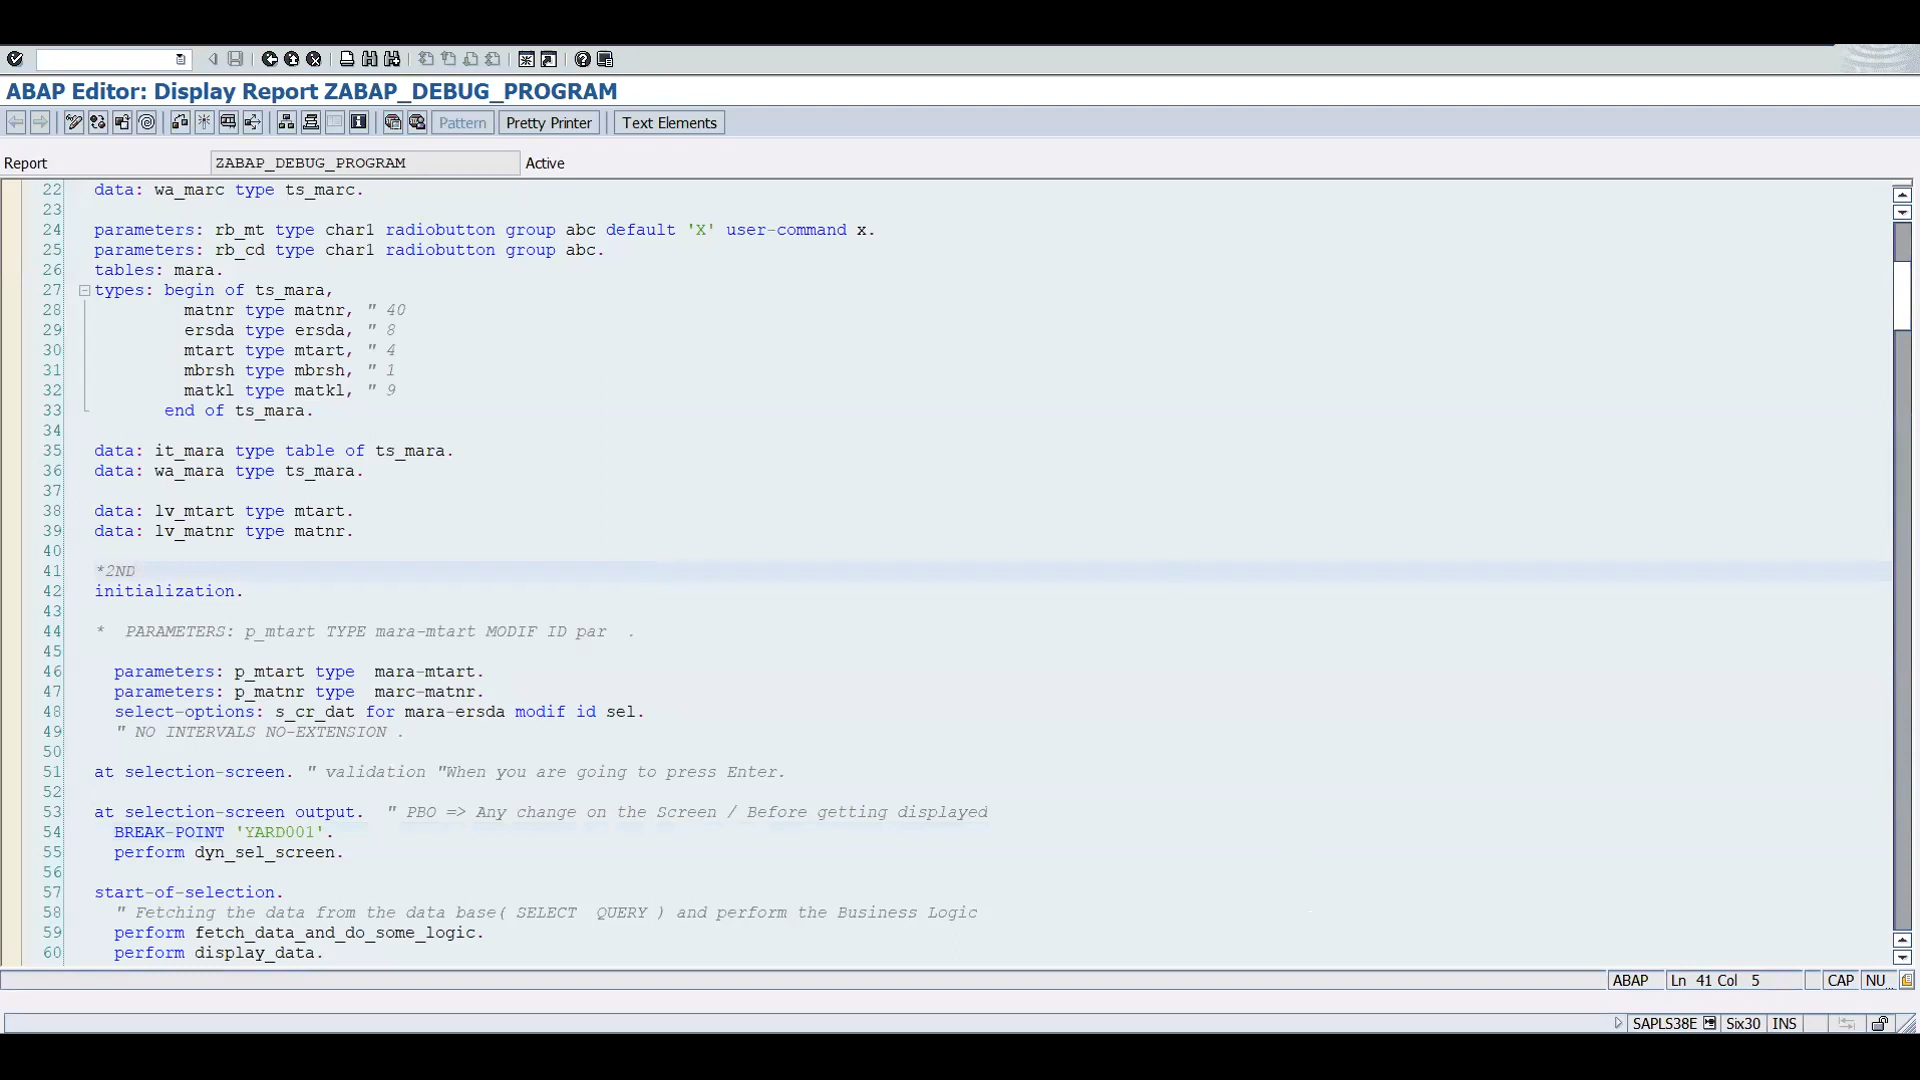 ABAP Editor: Display Report ZABAP_DEBUG_PROGRAM
Pattern Pretty Printer Text Elements
Report ZABAP_DEBUG_PROGRAM Active
22 data: wa_marc type ts_marc.
23
24 parameters: rb_mt type char1 radiobutton group abc default 'X' user-command x.
25 parameters: rb_cd type char1 radiobutton group abc.
26 tables: mara.
27 types: begin of ts_mara,
28 matnr type matnr, " 40
29 ersda type ersda, " 8
30 mtart type mtart, " 4
31 mbrsh type mbrsh, " 1
32 matkl type matkl, " 9
33 end of ts_mara.
34
35 data: it_mara type table of ts_mara.
36 data: wa_mara type ts_mara.
37
38 data: lv_mtart type mtart.
39 data: lv_matnr type matnr.
40
41 *2ND
42 initialization.
43
44 * PARAMETERS: p_mtart TYPE mara-mtart MODIF ID par .
45
46 parameters: p_mtart type mara-mtart.
47 parameters: p_matnr type marc-matnr.
48 select-options: s_cr_dat for mara-ersda modif id sel.
49 " NO INTERVALS NO-EXTENSION .
50
51 at selection-screen. " validation "When you are going to press Enter.
52
53 at selection-screen output. " PBO => Any change on the Screen / Before getting displayed
54 BREAK-POINT 'YARD001'.
55 perform dyn_sel_screen.
56
57 start-of-selection.
58 " Fetching the data from the data base( SELECT QUERY ) and perform the Business Logic
59 perform fetch_data_and_do_some_logic.
60 perform display_data.
ABAP Ln 41 Col 5 CAP NU..
SAPLS38E Six30 INS